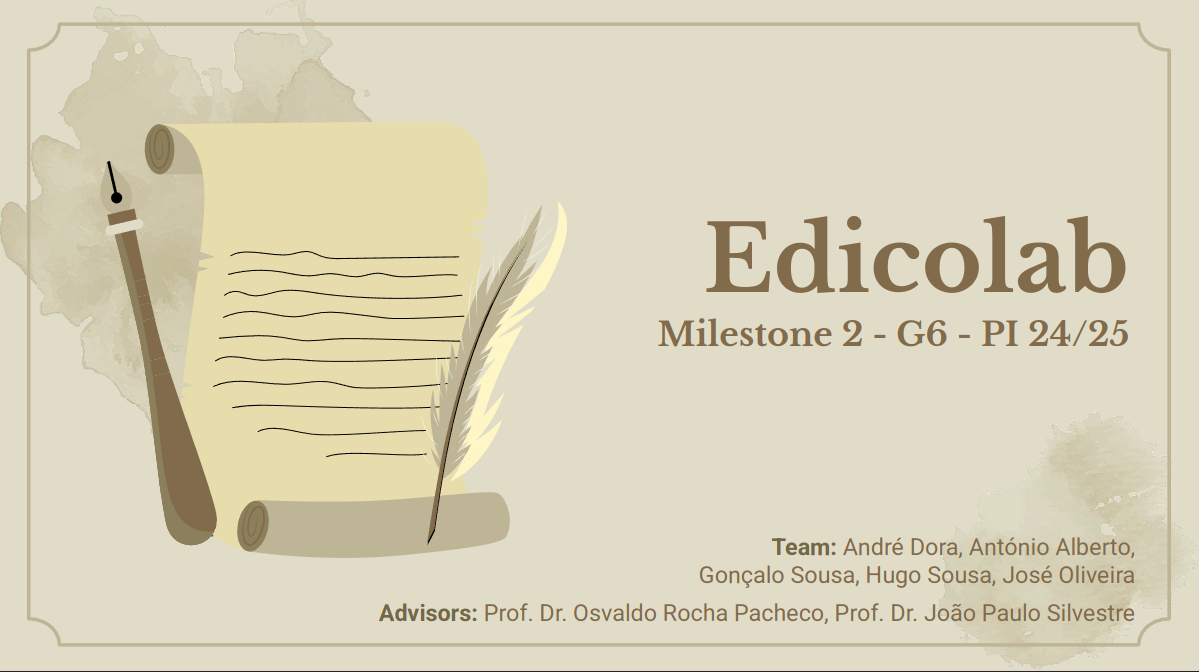 Edicolab
Milestone 2 - G6 - PI 24/25
Team: André Dora, António Alberto,
Gonçalo Sousa, Hugo Sousa, José Oliveira
Advisors: Prof. Dr. Osvaldo Rocha Pacheco, Prof. Dr. João Paulo Silvestre